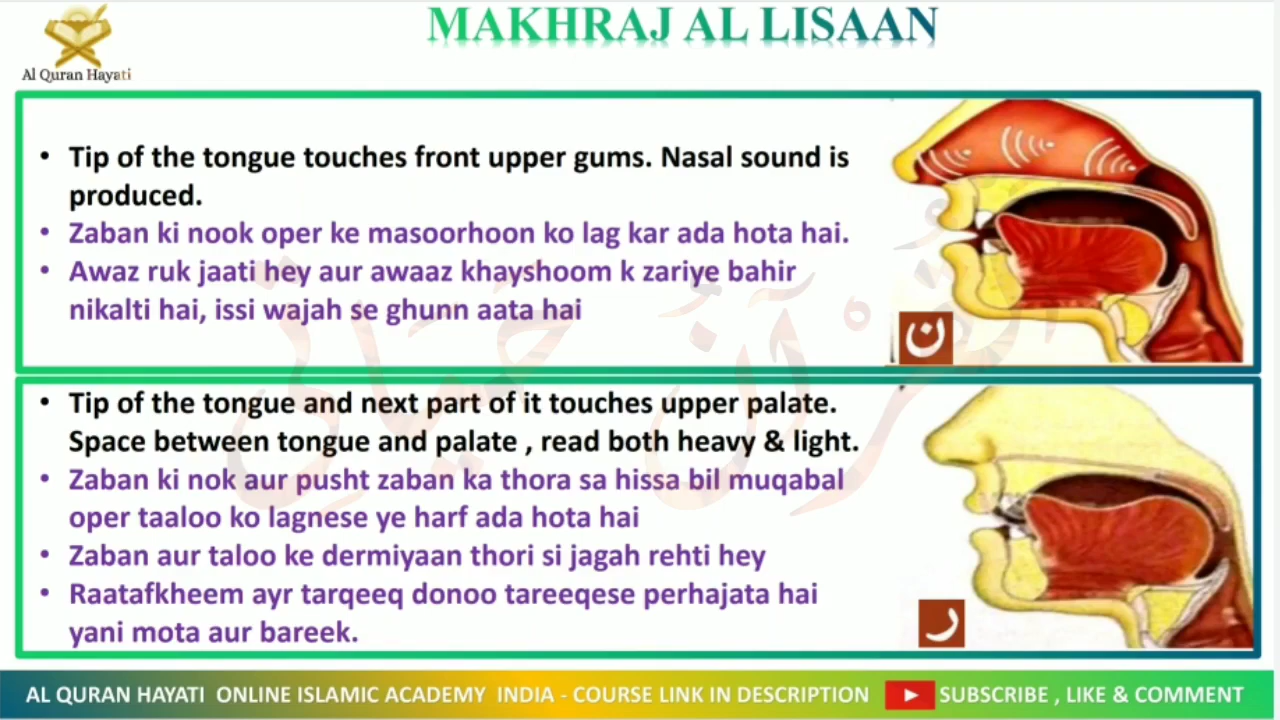 MAKHRAJ AL LISAAN
Al Quran Hayati
• Tip of the tongue touches front upper gums. Nasal sound is
produced.
• Zaban ki nook oper ke masoorhoon ko lag kar ada hota hai.
• Awaz ruk jaati hey aur awaaz khayshoom k zariye bahir
nikalti hai, issi wajah se ghunn aata hai
ن
• Tip of the tongue and next part of it touches upper palate.
Space between tongue and palate , read both heavy & light.
• Zaban ki nok aur pusht zaban ka thora sa hissa bil muqabal
oper taaloo ko lagnese ye harf ada hota hai
• Zaban aur taloo ke dermiyaan thori si jagah rehti hey
• Raatafkheem ayr tarqeeq donoo tareeqese perhajata hai
yani mota aur bareek.
ر
AL QURAN HAYATI ONLINE ISLAMIC ACADEMY INDIA - COURSE LINK IN DESCRIPTION SUBSCRIBE , LIKE & COMMENT